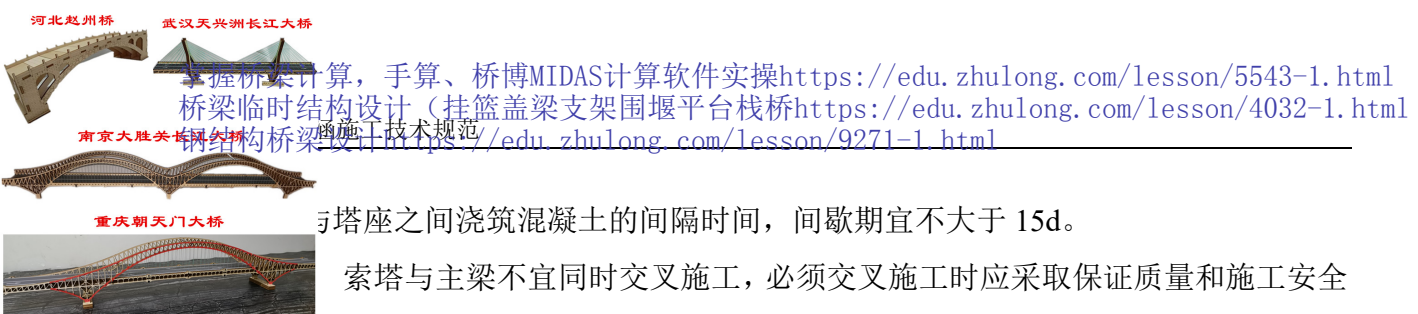 河北赵州桥
武汉天兴洲长江大桥
掌握桥梁计算，手算、桥博MIDAS计算软件实操https://edu.zhulong.com/lesson/5543-1.html
桥梁临时结构设计（挂篮盖梁支架围堰平台栈桥https://edu.zhulong.com/lesson/4032-1.html
南京大胜关长江大桥
涵施工技术规范
钢结构桥梁设计https://edu.zhulong.com/lesson/9271-1.html
重庆朝天门大桥
与塔座之间浇筑混凝土的间隔时间，间歇期宜不大于 15d。
索塔与主梁不宜同时交叉施工，必须交叉施工时应采取保证质量和施工安全